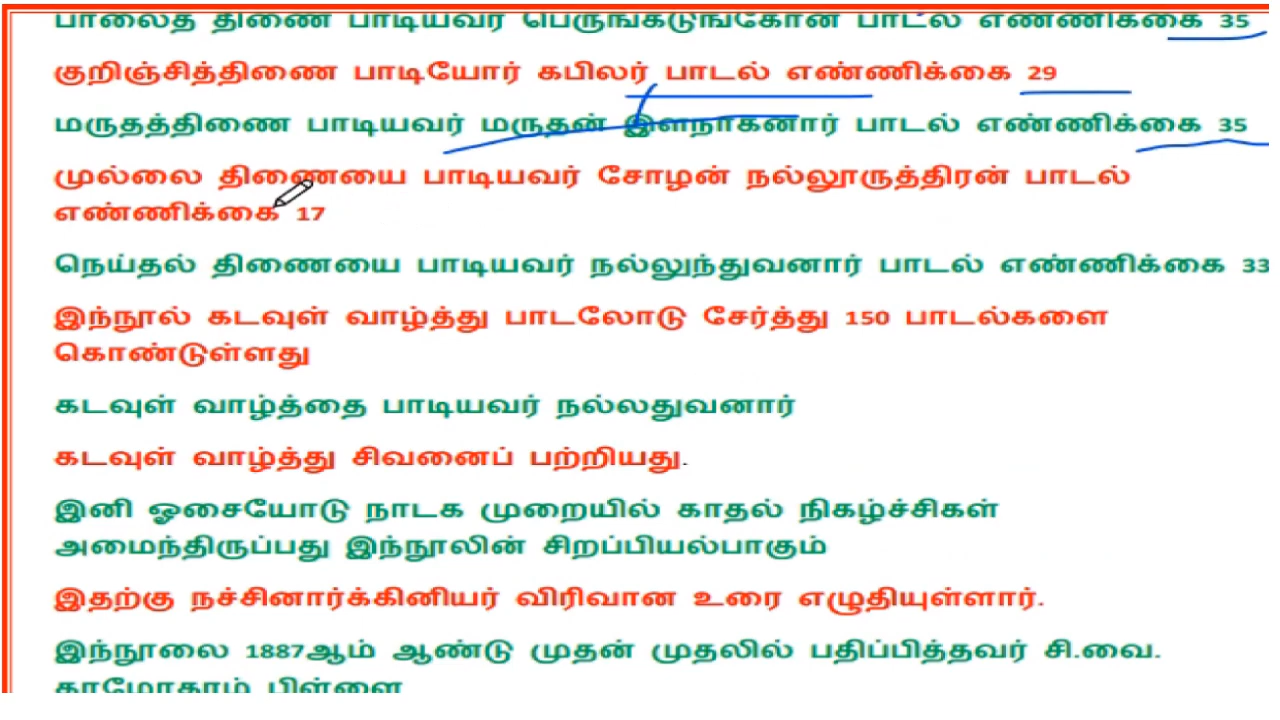 பாலைத் திணை பாடியவர் பெருங்கடுங்கோன் பாடல் எண்ணிக்கை 35
குறிஞ்சித்திணை பாடியோர் கபிலர் பாடல் எண்ணிக்கை 29
மருதத்திணை பாடியவர் மருதன் இளநாகனார் பாடல் எண்ணிக்கை 35
முல்லை திணையை பாடியவர் சோழன் நல்லூருத்திரன் பாடல்
எண்ணிக்கை 17
நெய்தல் திணையை பாடியவர் நல்லுந்துவனார் பாடல் எண்ணிக்கை 33
இந்நூல் கடவுள் வாழ்த்து பாடலோடு சேர்த்து 150 பாடல்களை
கொண்டுள்ளது
கடவுள் வாழ்த்தை பாடியவர் நல்லதுவனார்
கடவுள் வாழ்த்து சிவனைப் பற்றியது.
இனி ஓசையோடு நாடக முறையில் காதல் நிகழ்ச்சிகள்
அமைந்திருப்பது இந்நூலின் சிறப்பியல்பாகும்
இதற்கு நச்சினார்க்கினியர் விரிவான உரை எழுதியுள்ளார்.
இந்நூலை 1887ஆம் ஆண்டு முதன் முதலில் பதிப்பித்தவர் சி.வை.
தாமோதரம் பிள்ளை